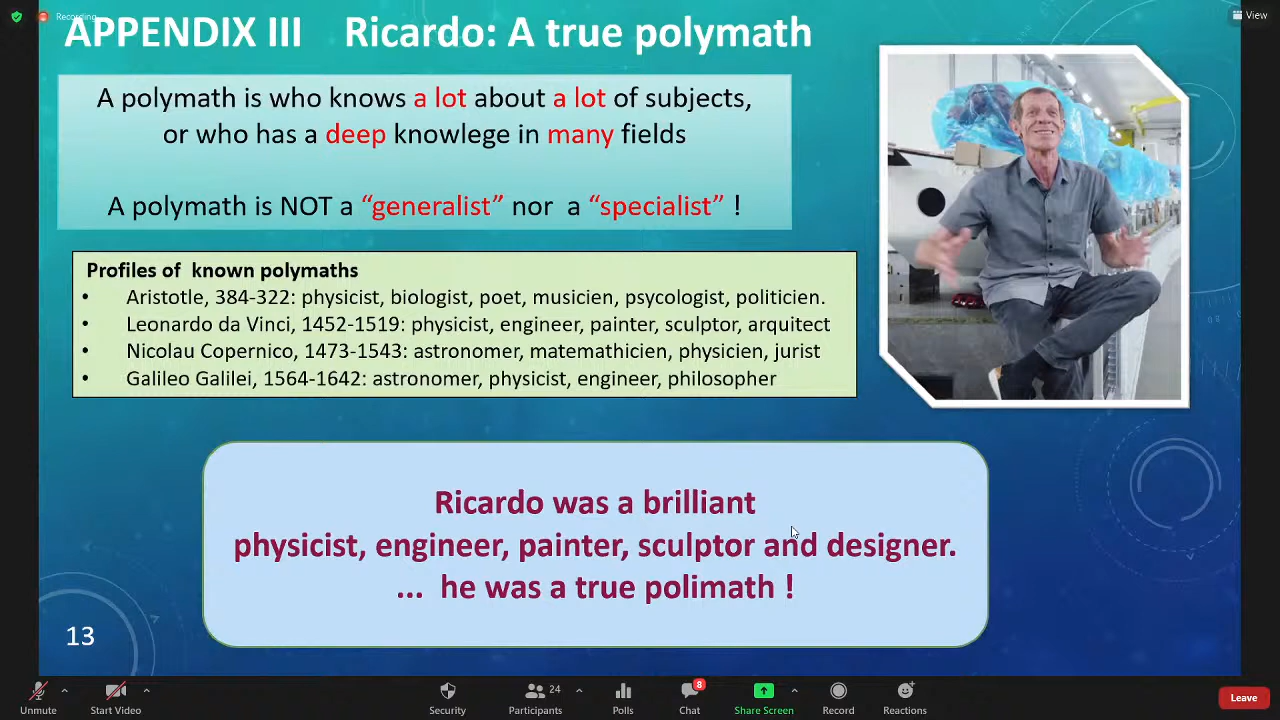 Recording
View
APPENDIX III Ricardo: A true polymath
A polymath is who knows a lot about a lot of subjects,
or who has a deep knowlege in many fields
A polymath is NOT a “generalist” nor a “specialist” !
Profiles of known polymaths
• Aristotle, 384-322: physicist, biologist, poet, musicien, psycologist, politicien.
• Leonardo da Vinci, 1452-1519: physicist, engineer, painter, sculptor, arquitect
• Nicolau Copernico, 1473-1543: astronomer, matemathicien, physicien, jurist
• Galileo Galilei, 1564-1642: astronomer, physicist, engineer, philosopher
Ricardo was a brilliant
physicist, engineer, painter, sculptor and designer.
... he was a true polimath !
13
Unmute
Start Video
Security
24
Participants
Polls
8
Chat
Share Screen
Record
Reactions
Leave